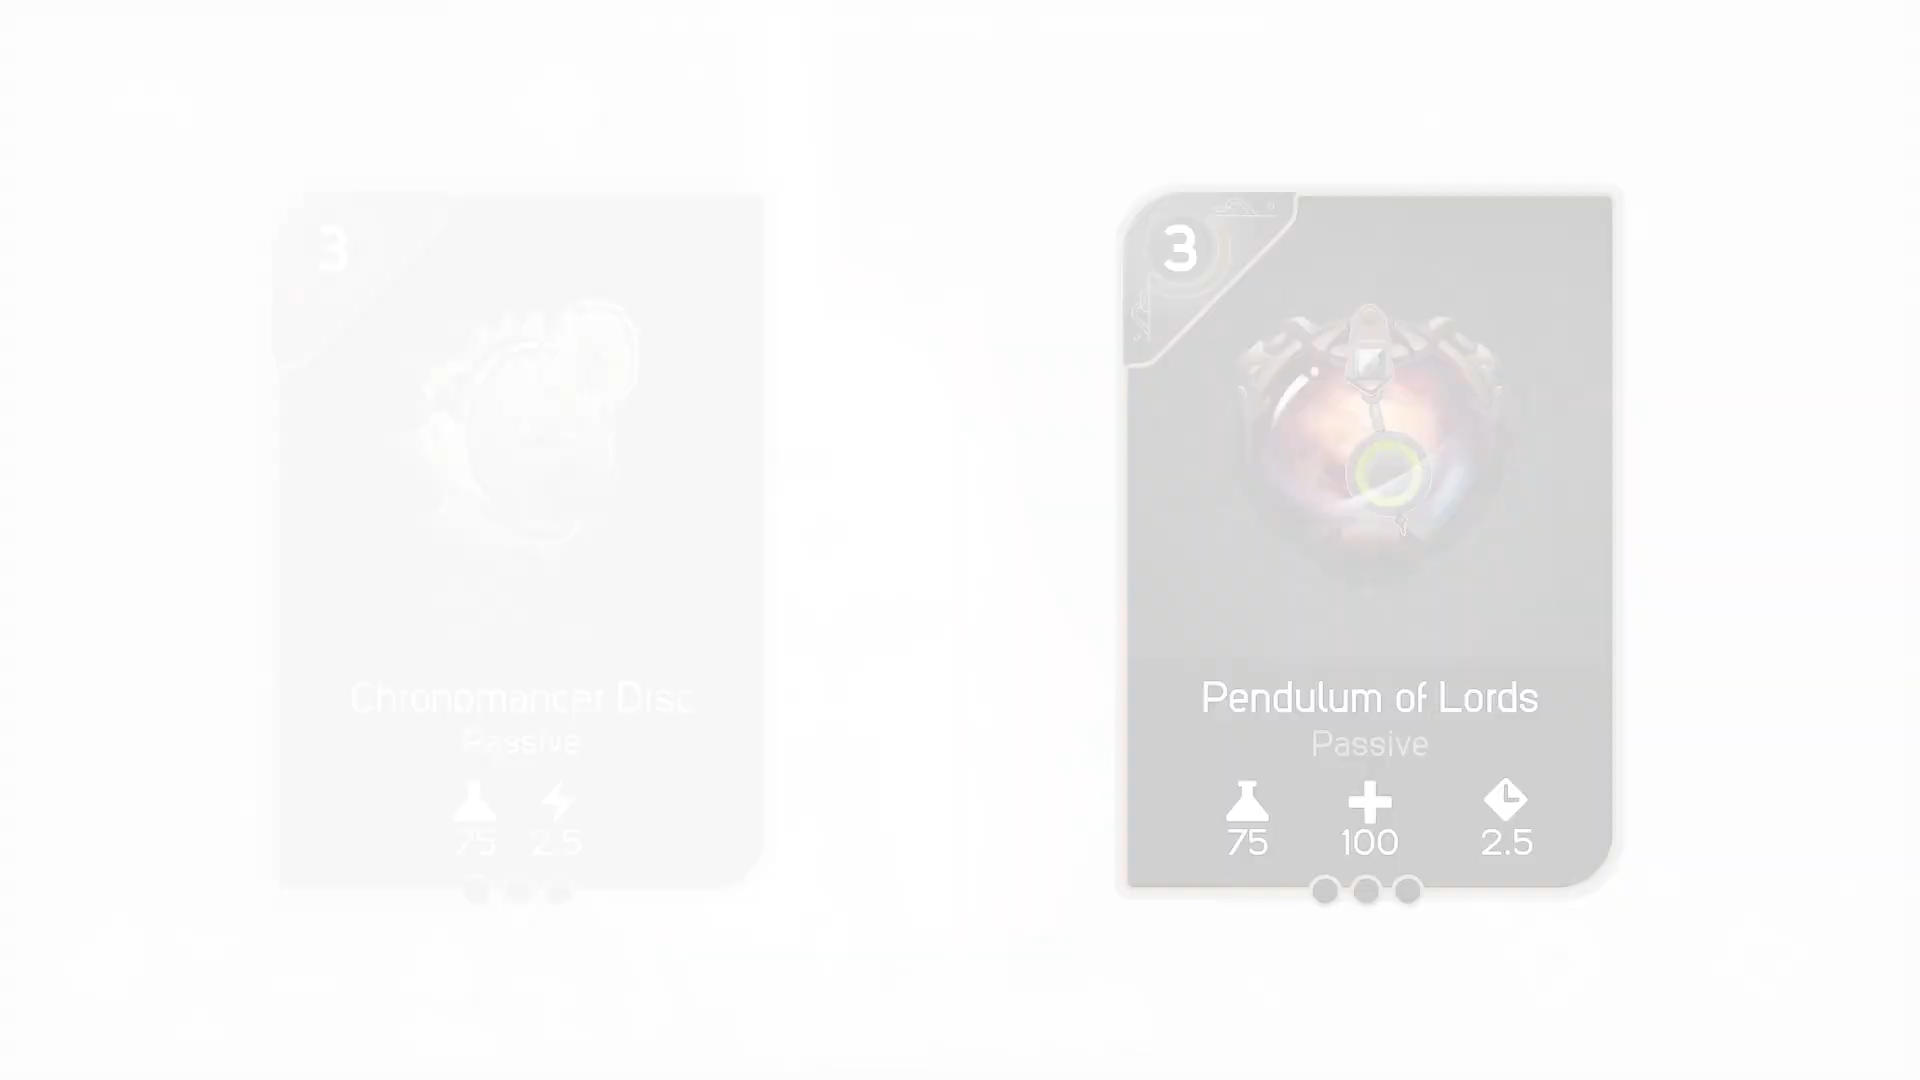 3
Chronomancer Disc
Passive
75 2.5
3
Pendulum of Lords
Passive
75 100 2.5